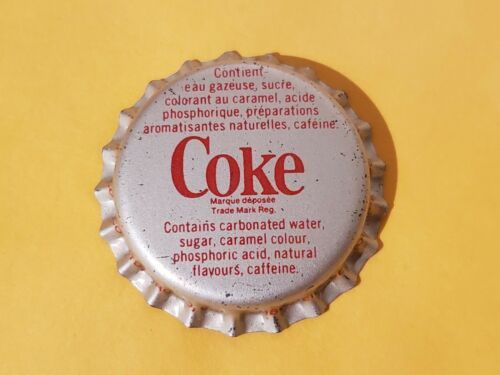 Contient
eau gazéuse, sucre,
colorant au caramel, acide
phosphorique, préparations
aromatisantes naturelles, caféine.
Coke
Marque déposée
Trade Mark Reg.
Contains carbonated water,
sugar, caramel colour,
phosphoric acid, natural
flavours, caffeine.